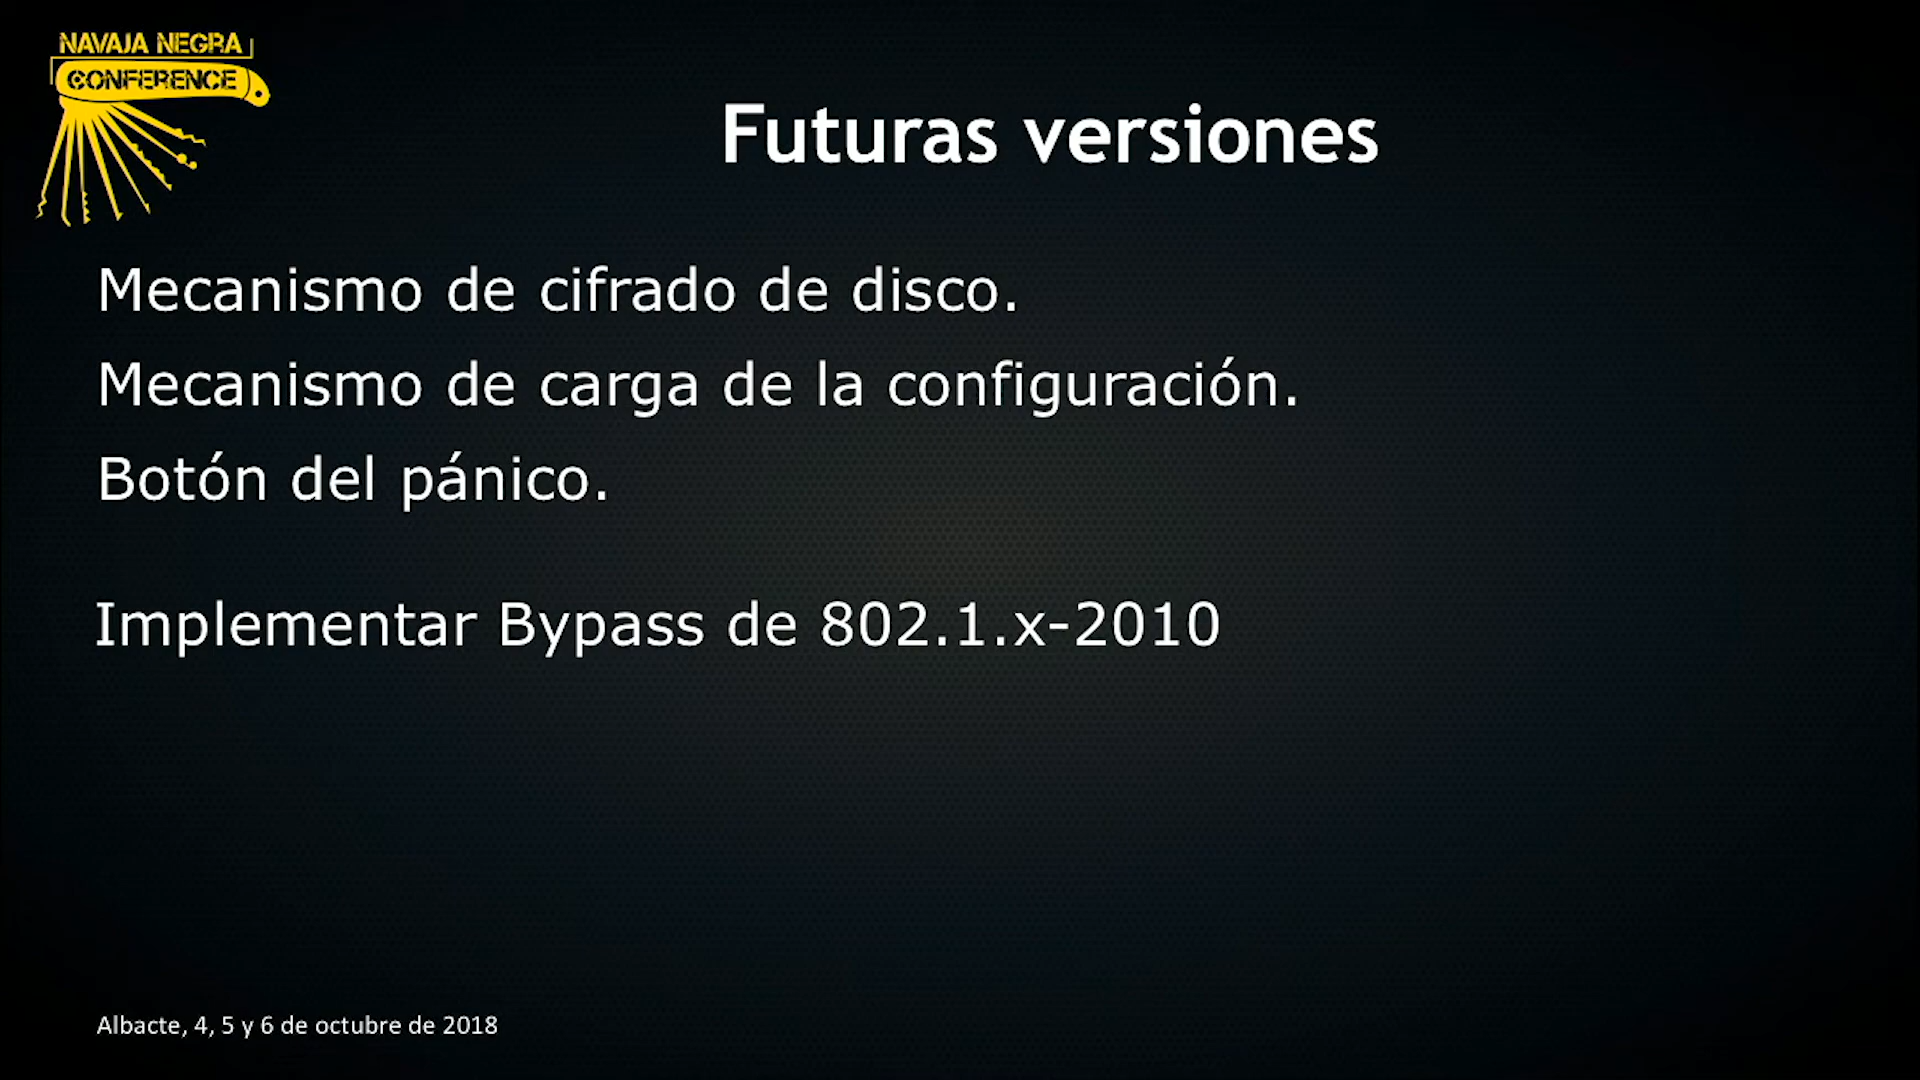 NAVAJA NEGRA
CONFERENCE
Futuras versiones
Mecanismo de cifrado de disco.
Mecanismo de carga de la configuración.
Botón del pánico.
Implementar Bypass de 802.1.x-2010
Albacte, 4, 5 y 6 de octubre de 2018